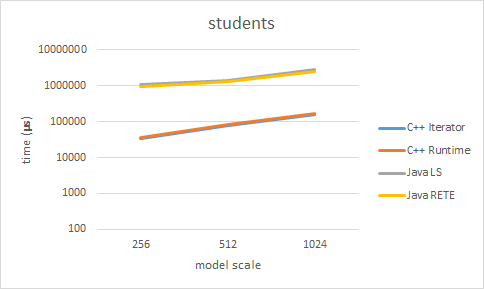 students
10000000
1000000
100000
10000
1000
100
time (μs)
256
512
1024
model scale
C++ Iterator
C++ Runtime
Java LS
Java RETE